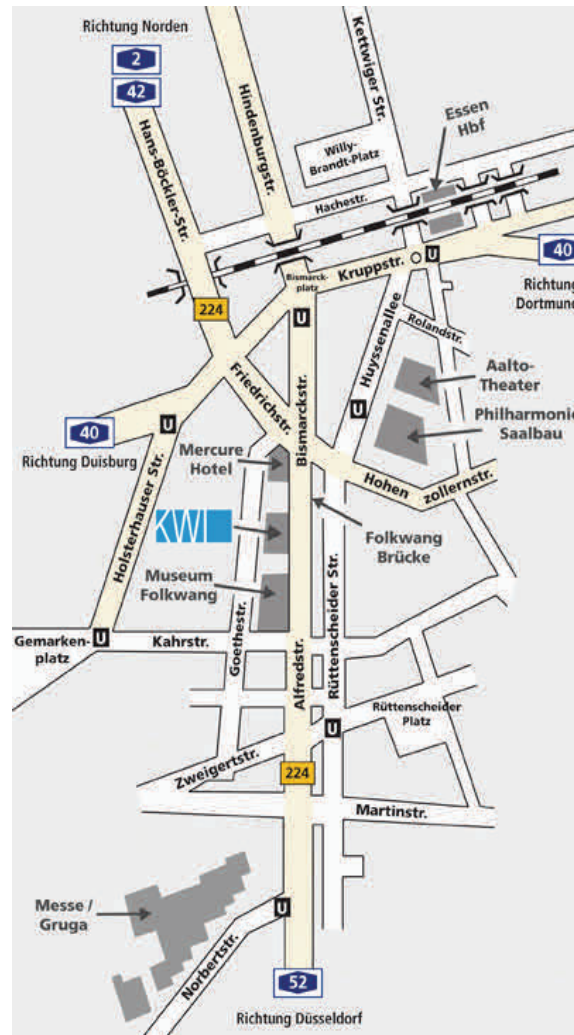 Richtung Norden
2
42
Hans-Böckler-Str.
Hindenburgstr.
Kettwiger Str.
Willy-
Brandt-Platz
Essen
Hbf
Hachestr.
Bismarck-
platz
Kruppstr.
U
40
Richtung
Dortmund
224
U
Huyssenallee
Rolandstr.
Friedrichstr.
Bismarckstr.
Aalto-
Theater
U
Philharmonie
Saalbau
U
40
Richtung Duisburg
Holsterhauser Str.
Mercure
Hotel
Hohen
zollernstr.
KWI
Folkwang
Brücke
Museum
Folkwang
Goethestr.
Rüttenscheider Str.
U
Gemarken-
platz
Kahrstr.
Alfredstr.
Rüttenscheider
Platz
U
Zweigertstr.
224
Martinstr.
Messe /
Gruga
U
Norbertstr.
52
Richtung Düsseldorf